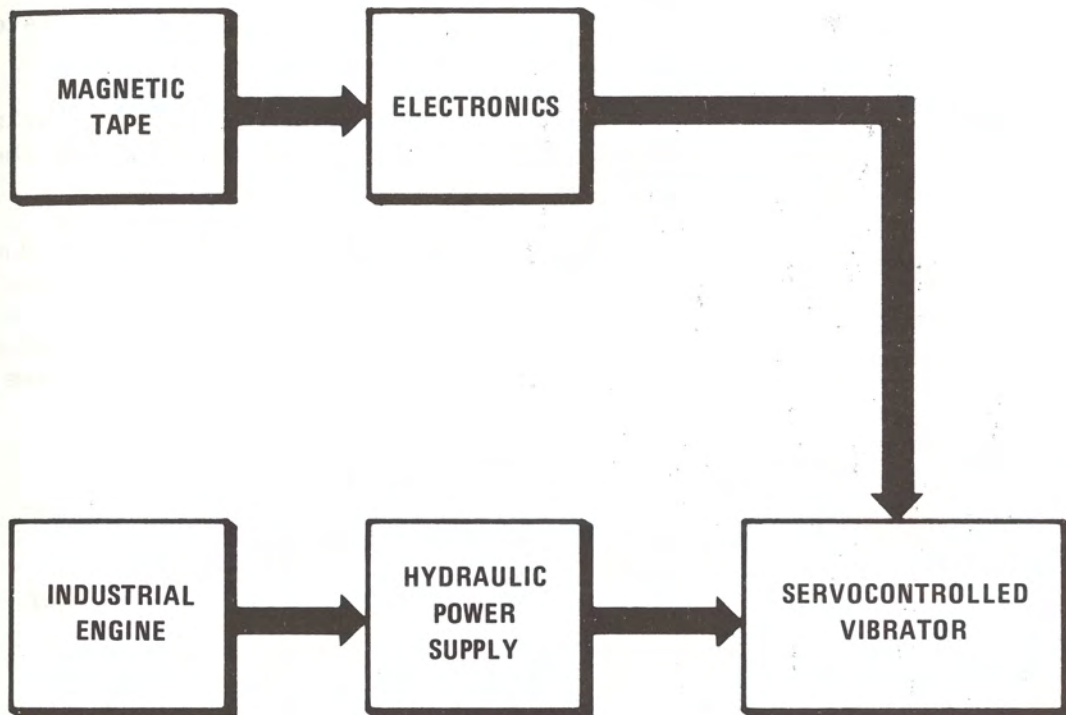 MAGNETIC
TAPE
ELECTRONICS
INDUSTRIAL
ENGINE
HYDRAULIC
POWER
SUPPLY
SERVOCONTROLLED
VIBRATOR